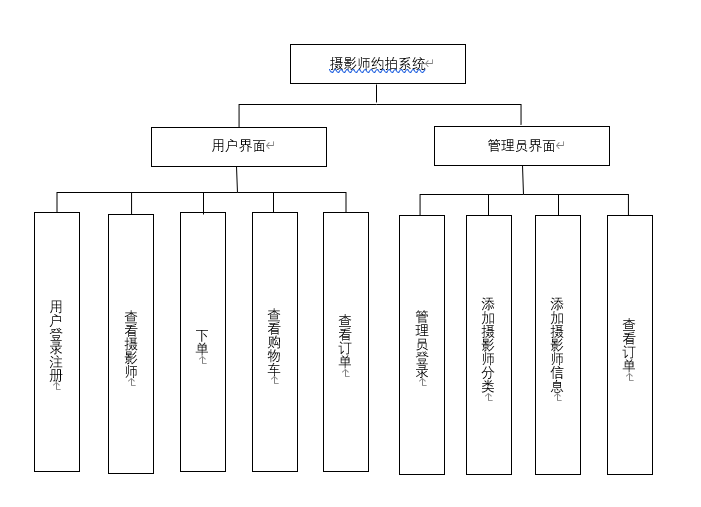 摄影师约拍系统
用户界面
管理员界面
用户登录注册
查看摄影师
下单
查看购物车
查看订单
管理员登录
添加摄影师分类
添加摄影师信息
查看订单